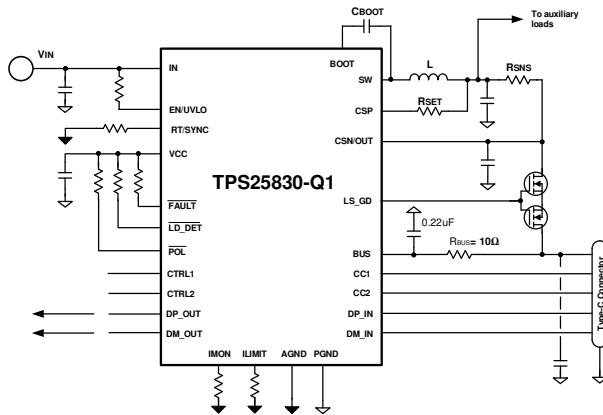 CBOOT
To auxiliary
loads
VIN
IN
BOOT
SW
L
RSNS
EN/UVLO
CSP
RSET
RT/SYNC
CSN/OUT
VCC
TPS25830-Q1
FAULT
LS_GD
LD_DET
0.22uF
POL
BUS
RBUS= 10Ω
CTRL1
CC1
CTRL2
CC2
DP_OUT
DP_IN
DM_OUT
DM_IN
IMON
ILIMIT
AGND
PGND
Type-C Connector